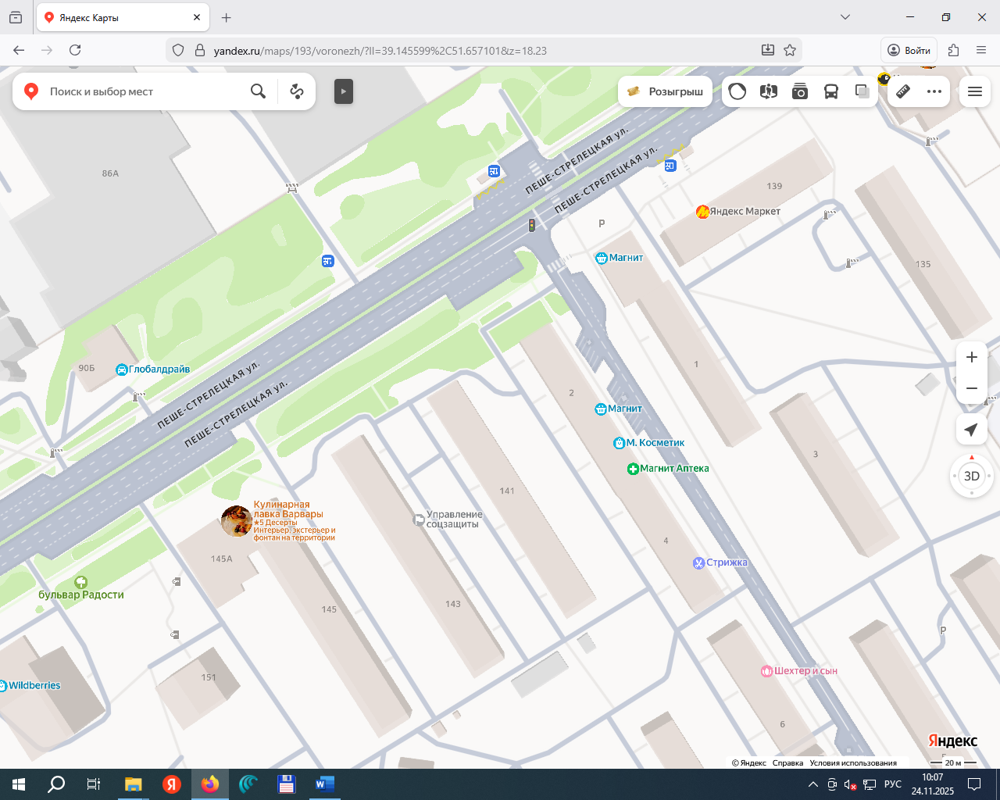 Яндекс Карты
yandex.ru/maps/193/voronezh/?ll=39.145599%2C51.657101&z=18.23
Войти
Поиск и выбор мест
Розыгрыш
86А
ПЕШЕ-СТРЕЛЕЦКАЯ ул.
ПЕШЕ-СТРЕЛЕЦКАЯ ул.
139
Яндекс Маркет
P
Магнит
135
90Б
Глобалдрайв
1
ПЕШЕ-СТРЕЛЕЦКАЯ ул.
ПЕШЕ-СТРЕЛЕЦКАЯ ул.
2
Магнит
М. Косметик
Магнит Аптека
3
3D
141
Кулинарная
лавка Варвары
★5 Десерты
Интерьер, экстерьер и
фонтан на территории
Управление
соцзащиты
4
Стрижка
145А
бульвар Радости
145
143
P
151
Wildberries
Шехтер и сын
6
Яндекс
© Яндекс Справка Условия использования
20 м
РУС
10:07
24.11.2025